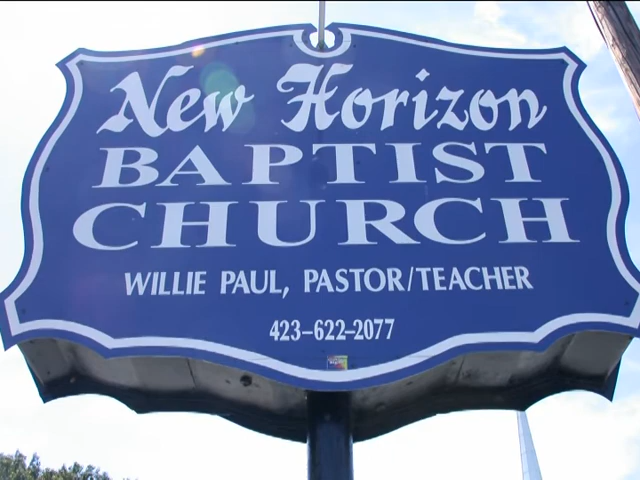 New Horizon
BAPTIST
CHURCH
WILLIE PAUL, PASTOR/TEACHER
423-622-2077